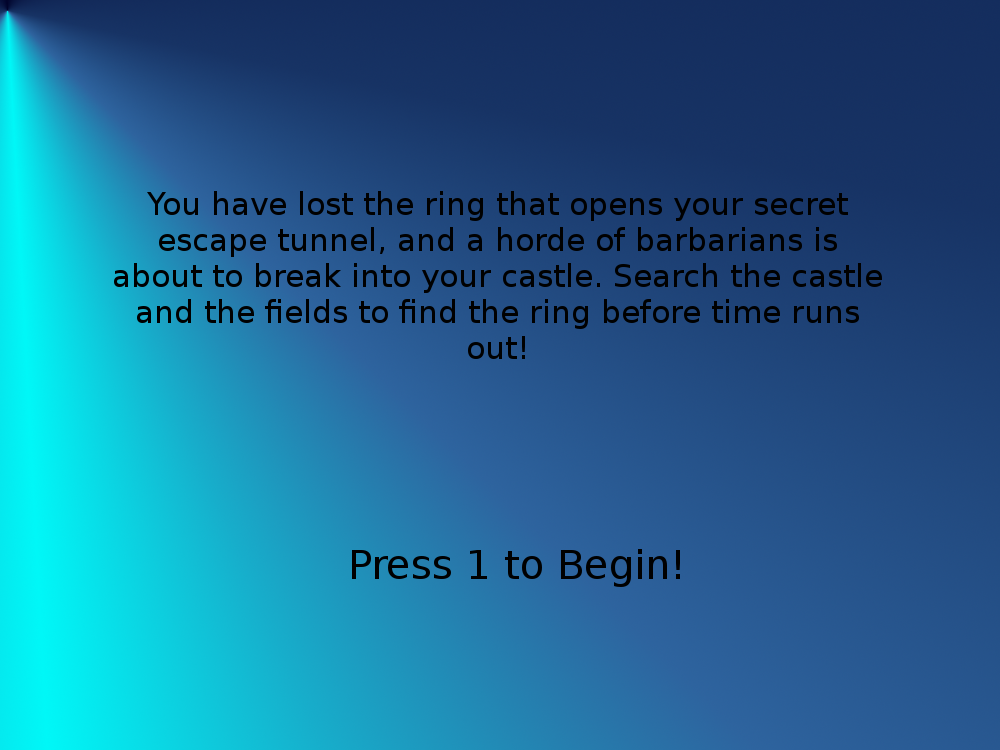 You have lost the ring that opens your secret
escape tunnel, and a horde of barbarians is
about to break into your castle. Search the castle
and the fields to find the ring before time runs
out!
Press 1 to Begin!